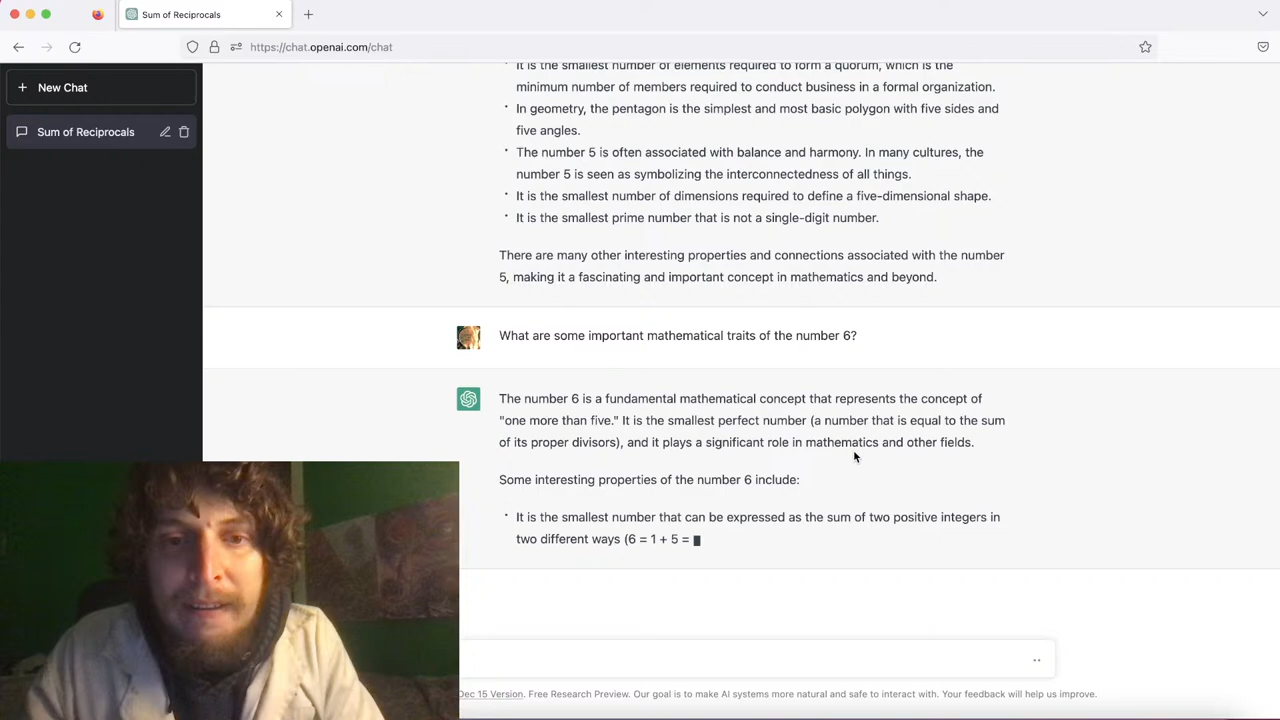 Sum of Reciprocals
https://chat.openai.com/chat
New Chat
Sum of Reciprocals
It is the smallest number of elements required to form a quorum, which is the
minimum number of members required to conduct business in a formal organization.
In geometry, the pentagon is the simplest and most basic polygon with five sides and
five angles.
The number 5 is often associated with balance and harmony. In many cultures, the
number 5 is seen as symbolizing the interconnectedness of all things.
It is the smallest number of dimensions required to define a five-dimensional shape.
It is the smallest prime number that is not a single-digit number.
There are many other interesting properties and connections associated with the number
5, making it a fascinating and important concept in mathematics and beyond.
What are some important mathematical traits of the number 6?
The number 6 is a fundamental mathematical concept that represents the concept of
"one more than five." It is the smallest perfect number (a number that is equal to the sum
of its proper divisors), and it plays a significant role in mathematics and other fields.
Some interesting properties of the number 6 include:
It is the smallest number that can be expressed as the sum of two positive integers in
two different ways (6 = 1 + 5 =
Dec 15 Version. Free Research Preview. Our goal is to make AI systems more natural and safe to interact with. Your feedback will help us improve.